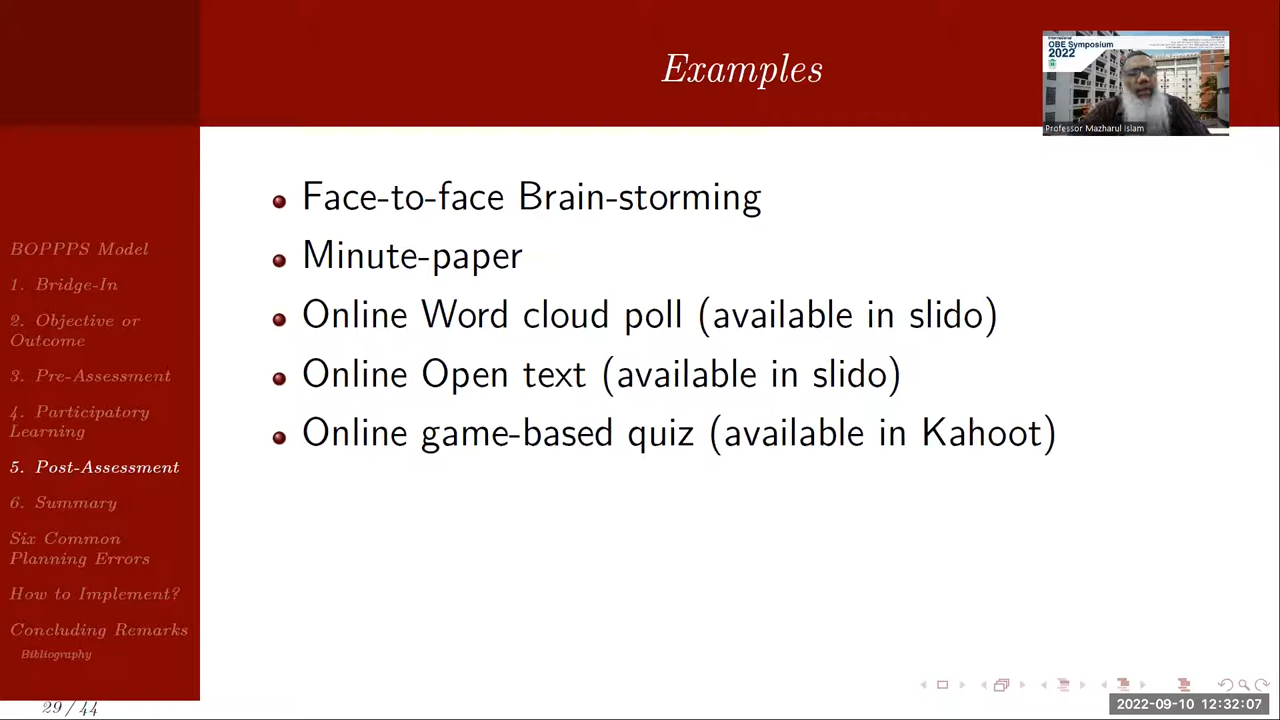 Examples
International
OBE Symposium
2022
Professor Mazharul Islam
Face-to-face Brain-storming
Minute-paper
Online Word cloud poll (available in slido)
Online Open text (available in slido)
Online game-based quiz (available in Kahoot)
BOPPPS Model
1. Bridge-In
2. Objective or
Outcome
3. Pre-Assessment
4. Participatory
Learning
5. Post-Assessment
6. Summary
Six Common
Planning Errors
How to Implement?
Concluding Remarks
Bibliography
29 / 44
2022-09-10 12:32:07